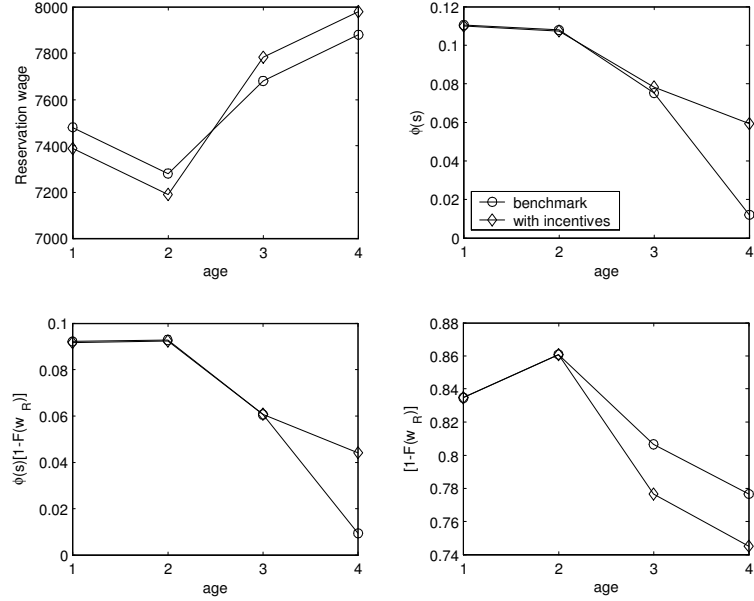 8000
7800
7600
7400
7200
7000
Reservation wage
1 2 3 4
age
0.12
0.1
0.08
0.06
0.04
0.02
0
φ(s)
benchmark
with incentives
1 2 3 4
age
0.1
0.08
0.06
0.04
0.02
0
φ(s)[1-F(w_R)]
1 2 3 4
age
0.88
0.86
0.84
0.82
0.8
0.78
0.76
0.74
[1-F(w_R)]
1 2 3 4
age